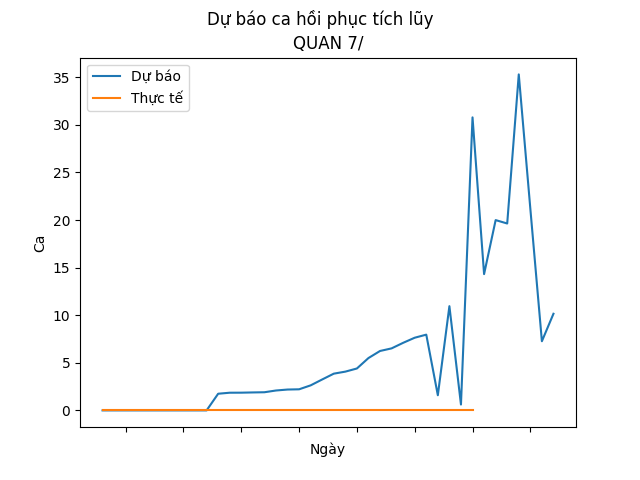 Dự báo ca hồi phục tích lũy
QUAN 7/
Dự báo
Thực tế
35
30
25
20
15
10
5
0
Ca
Ngày